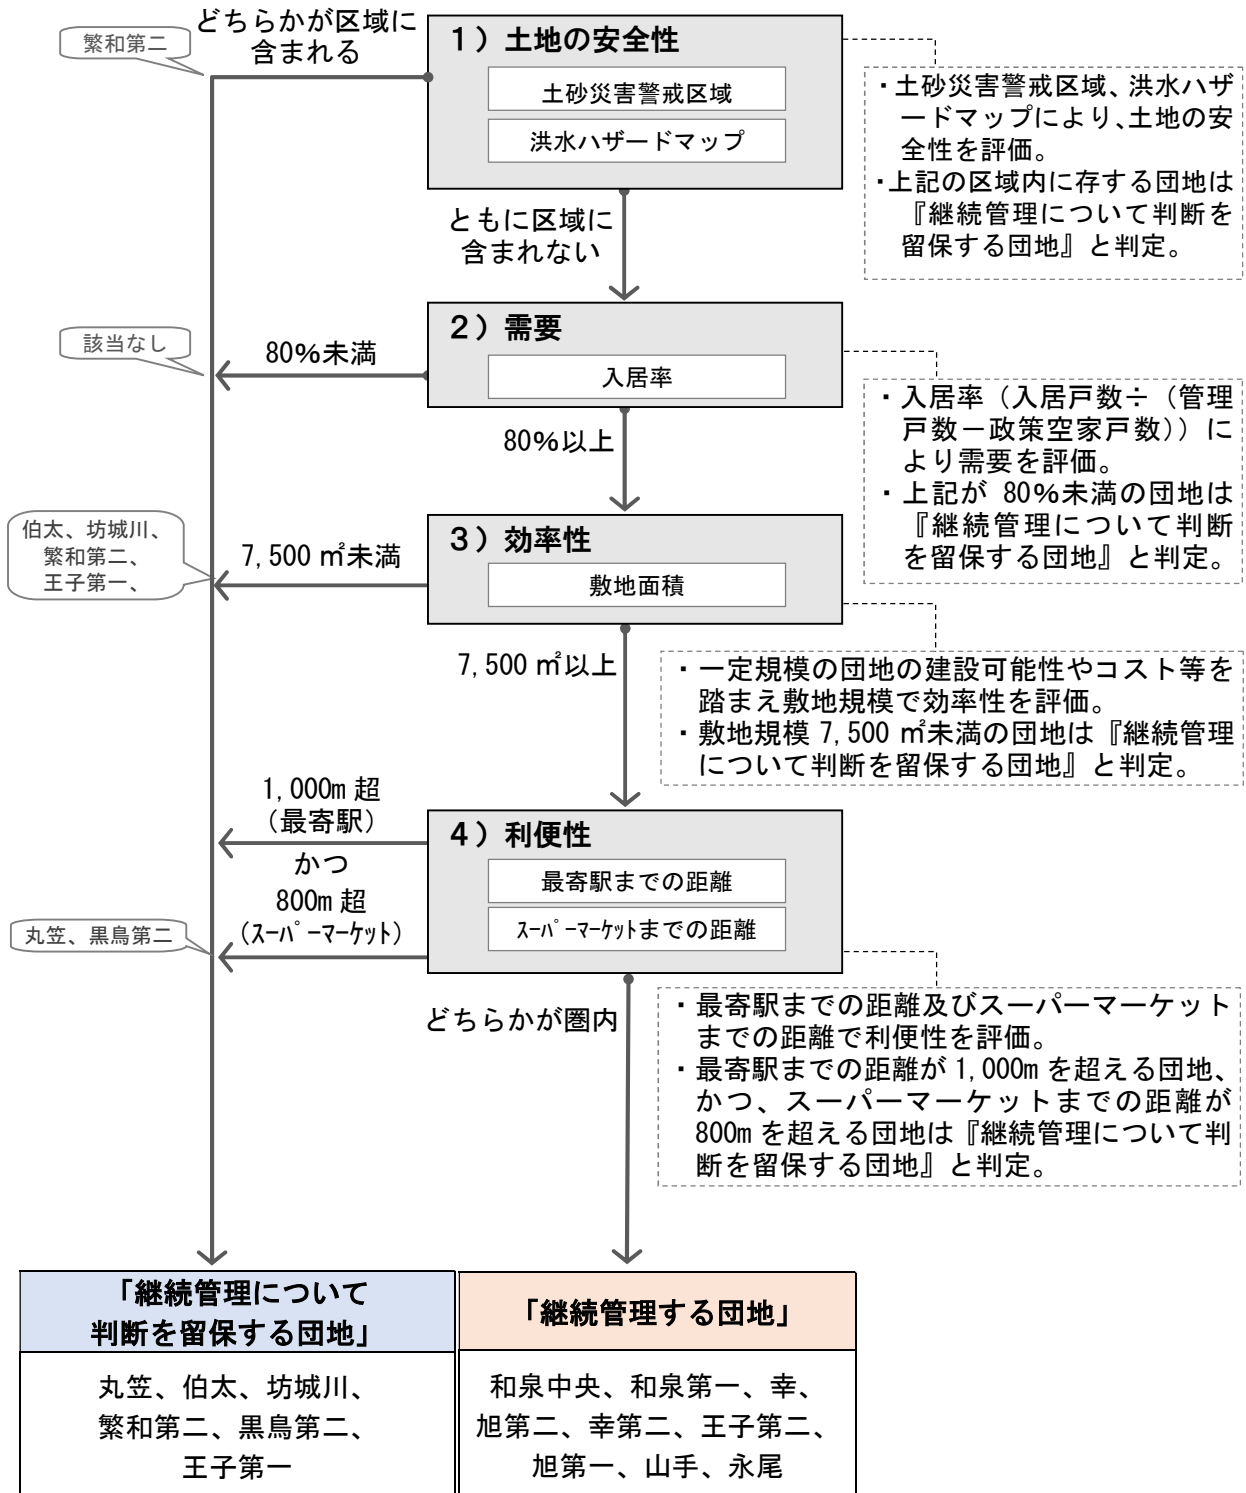 どちらかが区域に
含まれる
繁和第二
1）土地の安全性
土砂災害警戒区域
洪水ハザードマップ
・土砂災害警戒区域、洪水ハザ
ードマップにより、土地の安
全性を評価。
・上記の区域内に存する団地は
『継続管理について判断を
留保する団地』と判定。
ともに区域に
含まれない
2）需要
入居率
該当なし
80%未満
・入居率（入居戸数÷（管理
戸数－政策空家戸数））に
より需要を評価。
・上記が 80%未満の団地は
『継続管理について判断
を留保する団地』と判定。
80%以上
3）効率性
敷地面積
伯太、坊城川、
繁和第二、
王子第一、
7,500 ㎡未満
7,500 ㎡以上
・一定規模の団地の建設可能性やコスト等を
踏まえ敷地規模で効率性を評価。
・敷地規模 7,500 ㎡未満の団地は『継続管理
について判断を留保する団地』と判定。
1,000m 超
（最寄駅）
かつ
800m 超
（ｽｰﾊﾟｰﾏｰｹｯﾄ）
4）利便性
最寄駅までの距離
ｽｰﾊﾟｰﾏｰｹｯﾄまでの距離
丸笠、黒鳥第二
どちらかが圏内
・最寄駅までの距離及びスーパーマーケット
までの距離で利便性を評価。
・最寄駅までの距離が 1,000m を超える団地、
かつ、スーパーマーケットまでの距離が
800m を超える団地は『継続管理について判
断を留保する団地』と判定。
「継続管理について
判断を留保する団地」
丸笠、伯太、坊城川、
繁和第二、黒鳥第二、
王子第一
「継続管理する団地」
和泉中央、和泉第一、幸、
旭第二、幸第二、王子第二、
旭第一、山手、永尾